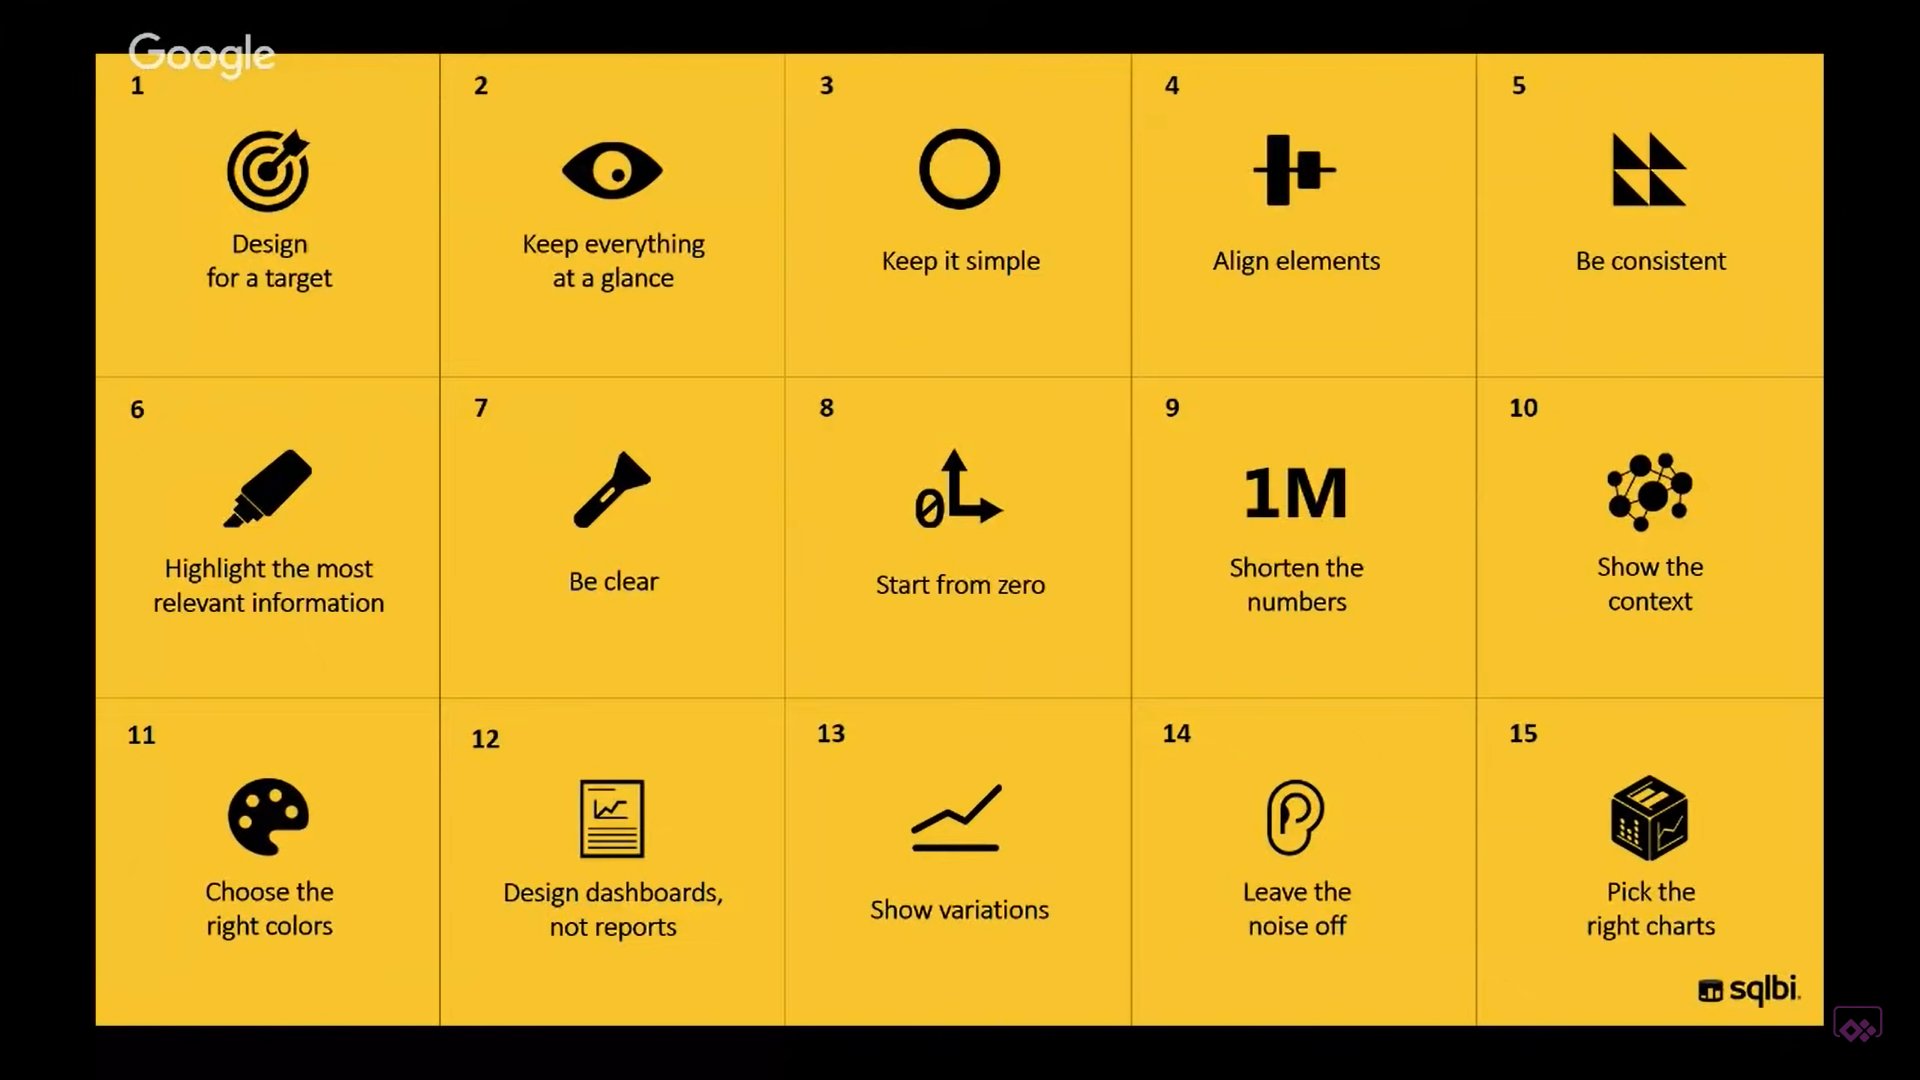 Google
1
Design
for a target
2
Keep everything
at a glance
3
Keep it simple
4
Align elements
5
Be consistent
6
Highlight the most
relevant information
7
Be clear
8
0
Start from zero
9
1M
Shorten the
numbers
10
Show the
context
11
Choose the
right colors
12
Design dashboards,
not reports
13
Show variations
14
Leave the
noise off
15
Pick the
right charts
sqlbi.